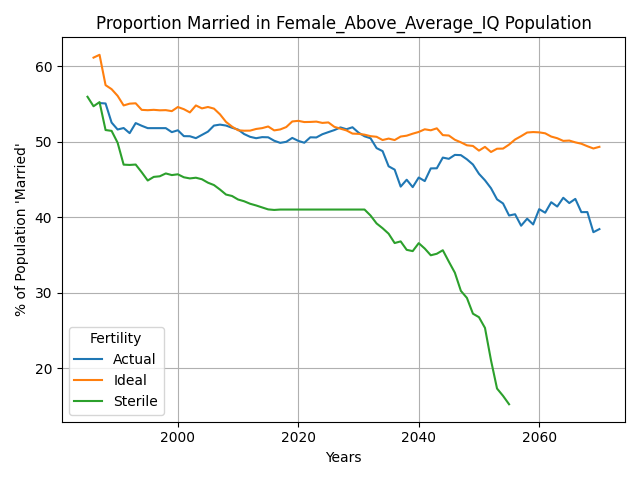 Proportion Married in Female_Above_Average_IQ Population
% of Population 'Married'
60
50
40
30
20
Fertility
Actual
Ideal
Sterile
2000 2020 2040 2060
Years